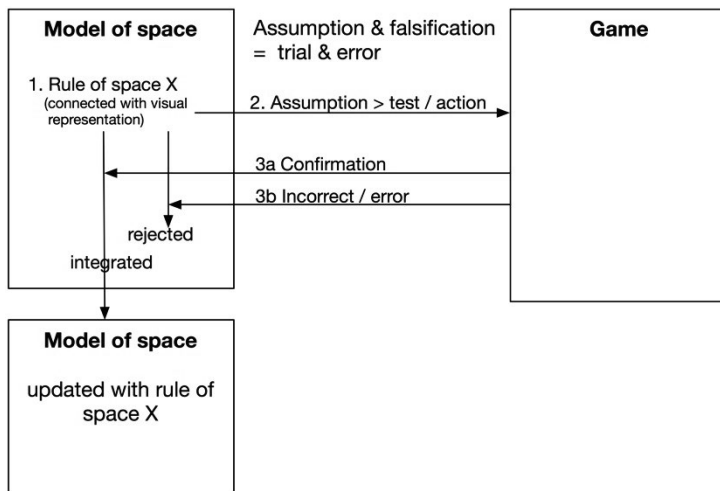 Model of space
1. Rule of space X
(connected with visual
representation)
Assumption & falsification
= trial & error
Game
2. Assumption > test / action
3a Confirmation
3b Incorrect / error
rejected
integrated
Model of space
updated with rule of
space X